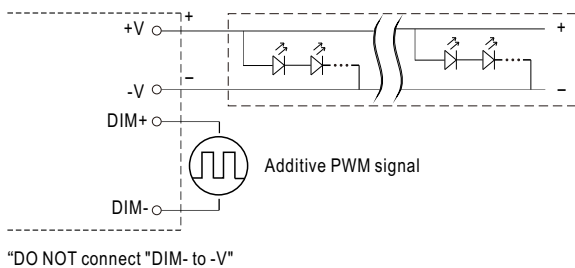 +V
+
+
-V
−
−
DIM+
Additive PWM signal
DIM-
“DO NOT connect "DIM- to -V"